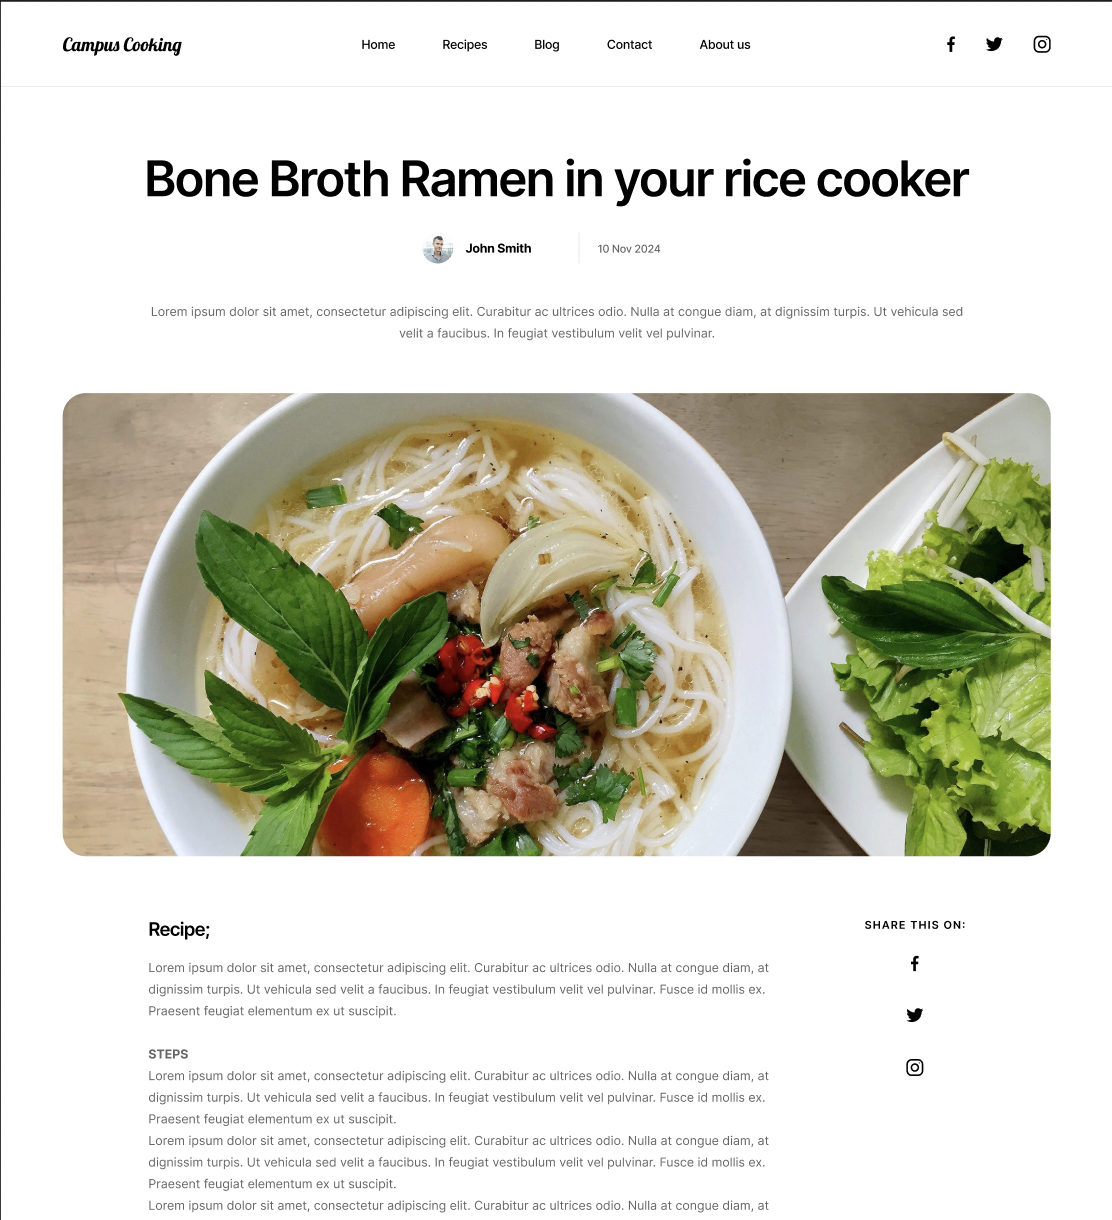 Campus Cooking
Home Recipes Blog Contact About us
Bone Broth Ramen in your rice cooker
John Smith
10 Nov 2024
Lorem ipsum dolor sit amet, consectetur adipiscing elit. Curabitur ac ultrices odio. Nulla at congue diam, at dignissim turpis. Ut vehicula sed
velit a faucibus. In feugiat vestibulum velit vel pulvinar.
Recipe;
Lorem ipsum dolor sit amet, consectetur adipiscing elit. Curabitur ac ultrices odio. Nulla at congue diam, at
dignissim turpis. Ut vehicula sed velit a faucibus. In feugiat vestibulum velit vel pulvinar. Fusce id mollis ex.
Praesent feugiat elementum ex ut suscipit.
STEPS
Lorem ipsum dolor sit amet, consectetur adipiscing elit. Curabitur ac ultrices odio. Nulla at congue diam, at
dignissim turpis. Ut vehicula sed velit a faucibus. In feugiat vestibulum velit vel pulvinar. Fusce id mollis ex.
Praesent feugiat elementum ex ut suscipit.
Lorem ipsum dolor sit amet, consectetur adipiscing elit. Curabitur ac ultrices odio. Nulla at congue diam, at
dignissim turpis. Ut vehicula sed velit a faucibus. In feugiat vestibulum velit vel pulvinar. Fusce id mollis ex.
Praesent feugiat elementum ex ut suscipit.
Lorem ipsum dolor sit amet, consectetur adipiscing elit. Curabitur ac ultrices odio. Nulla at congue diam, at
SHARE THIS ON: